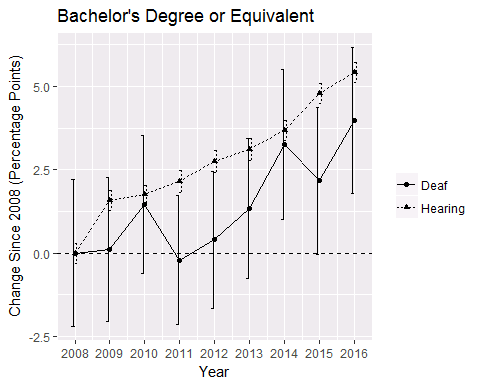 Bachelor's Degree or Equivalent
Change Since 2008 (Percentage Points)
5.0
2.5
0.0
-2.5
2008 2009 2010 2011 2012 2013 2014 2015 2016
Year
Deaf
Hearing